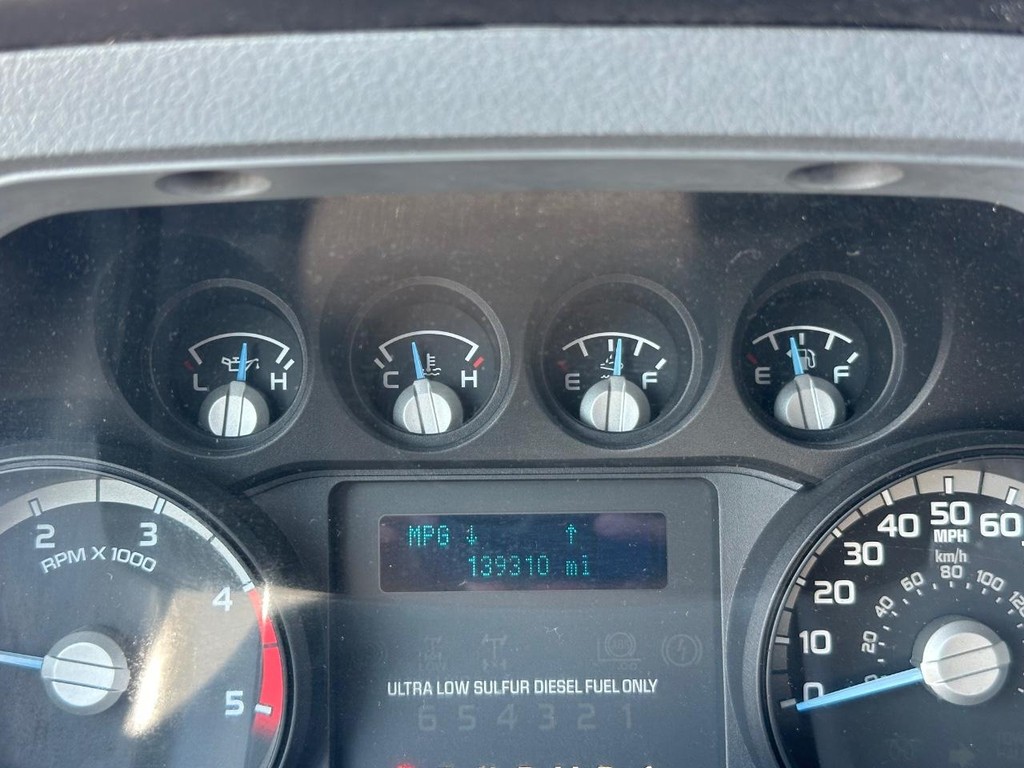 L H
C H
E F
E F
2 3 4 5
RPM X 1000
MPG ↓ ↑
139310 mi
ULTRA LOW SULFUR DIESEL FUEL ONLY
6 5 4 3 2 1
0 10 20 30 40 50 60
MPH
km/h
20 40 60 80 100 120